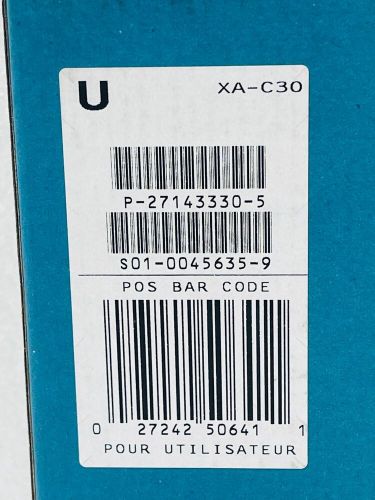 U XA-C30
P-27143330-5
S01-0045635-9
POS BAR CODE
0 27242 50641 1
POUR UTILISATEUR